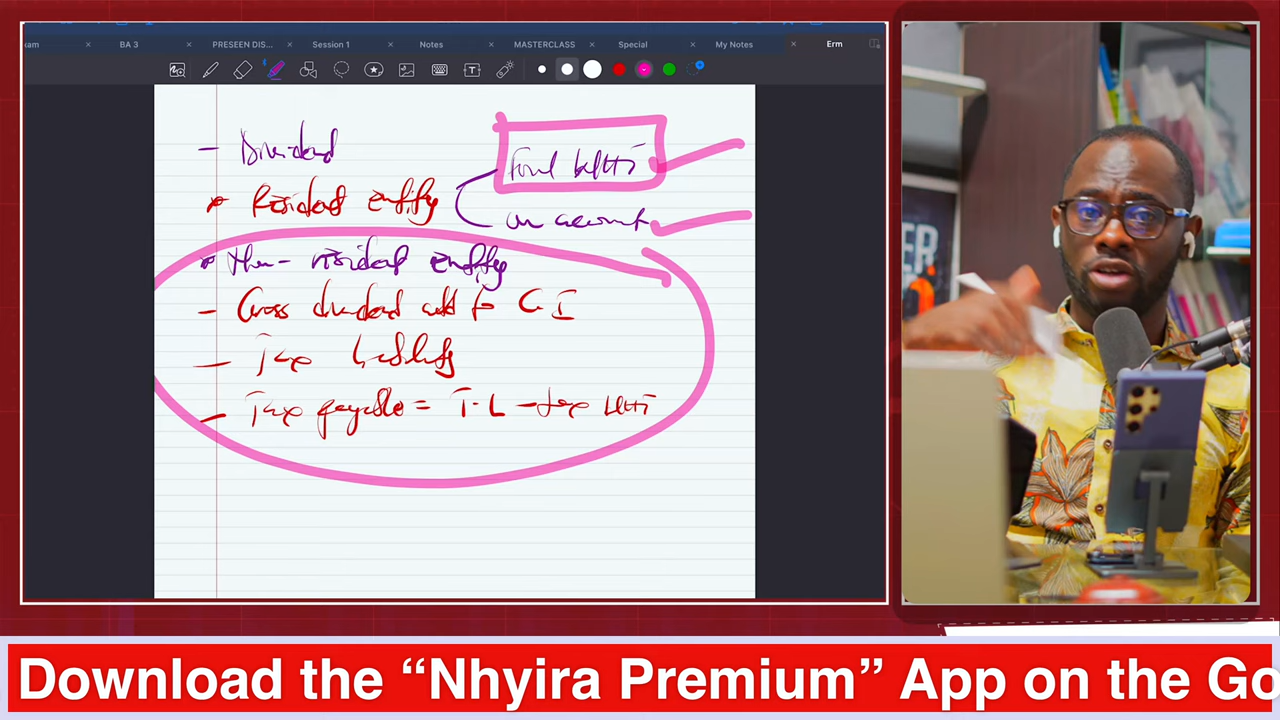 am
BA 3
PRESEEN DIS...
Session 1
Notes
MASTERCLASS
Special
My Notes
Erm
- Dividend
Resident entity
Final WHT
on account
resident entity
- Gross dividend add to C I
- Tax liability
- Tax payable = T.L - tax WHT
ER
Download the “Nhyira Premium” App on the Go